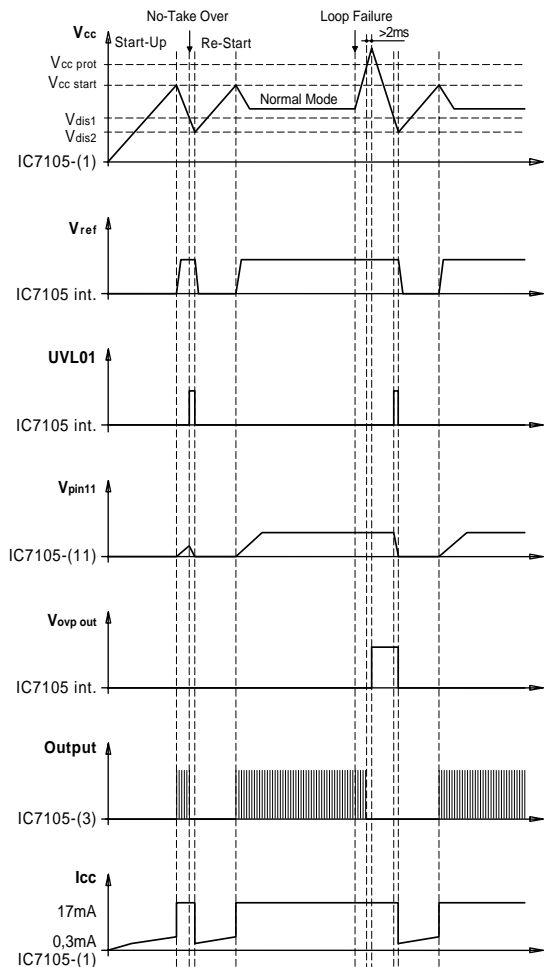 No-Take Over
Loop Failure
Vcc
Start-Up
Re-Start
>2ms
Vcc prot
Vcc start
Normal Mode
Vdis1
Vdis2
IC7105-(1)
Vref
IC7105 int.
UVL01
IC7105 int.
Vpin11
IC7105-(11)
Vovp out
IC7105 int.
Output
IC7105-(3)
Icc
17mA
0,3mA
IC7105-(1)